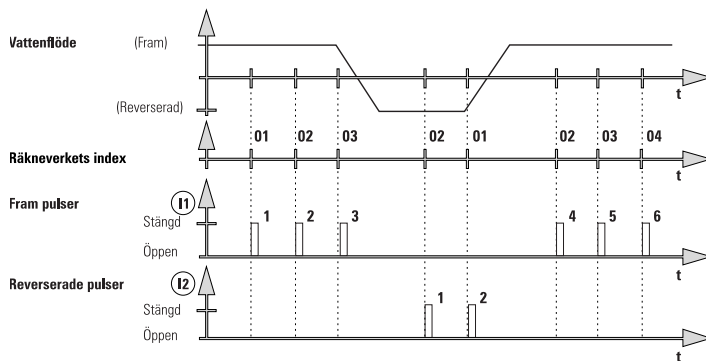 Vattenflöde
(Fram)
t
(Reverserad)
01 02 03 02 01 02 03 04
Räkneverkets index
t
Fram pulser
I1
Stängd
1 2 3 4 5 6
Öppen
t
Reverserade pulser
I2
Stängd
1 2
Öppen
t